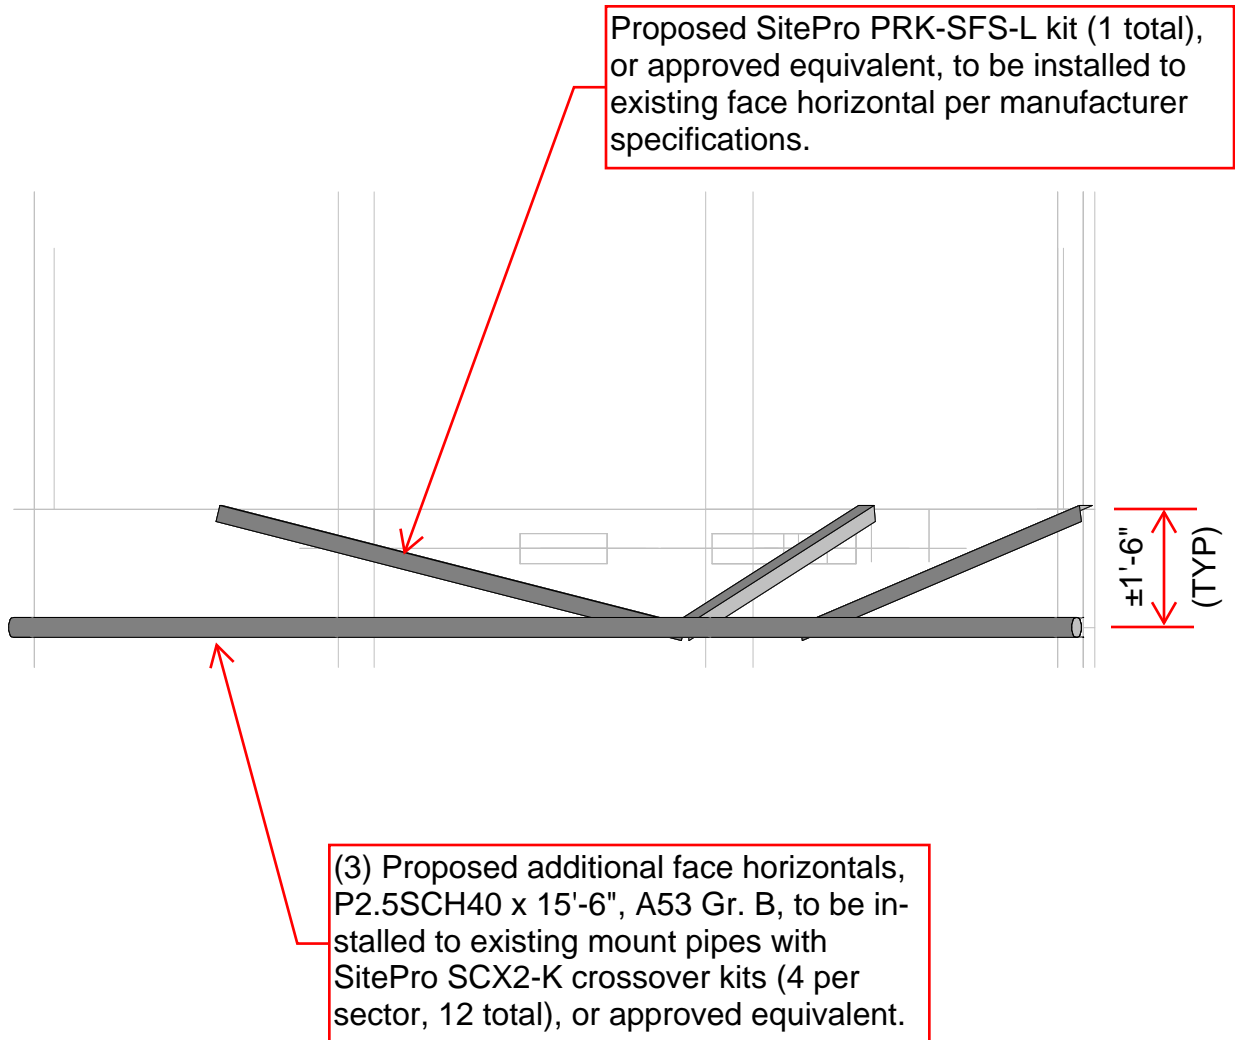 Proposed SitePro PRK-SFS-L kit (1 total),
or approved equivalent, to be installed to
existing face horizontal per manufacturer
specifications.
±1'-6"
(TYP)
(3) Proposed additional face horizontals,
P2.5SCH40 x 15'-6", A53 Gr. B, to be in-
stalled to existing mount pipes with
SitePro SCX2-K crossover kits (4 per
sector, 12 total), or approved equivalent.